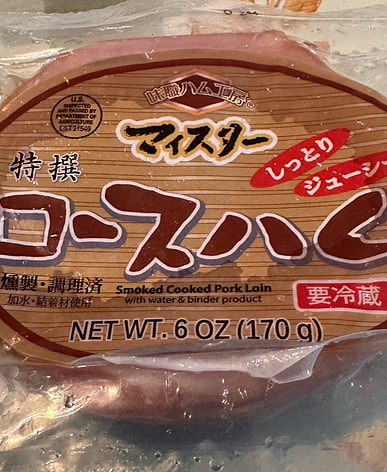 味麺ハム工房®
U.S.
INSPECTED
AND PASSED BY
DEPARTMENT OF
AGRICULTURE
EST.21549
マイスター
特撰
しっとり
ジューシー
ロースハム
燻製・調理済
加水・結着材使用
Smoked Cooked Pork Loin
with water & binder product
要冷蔵
NET WT. 6 OZ (170 g)